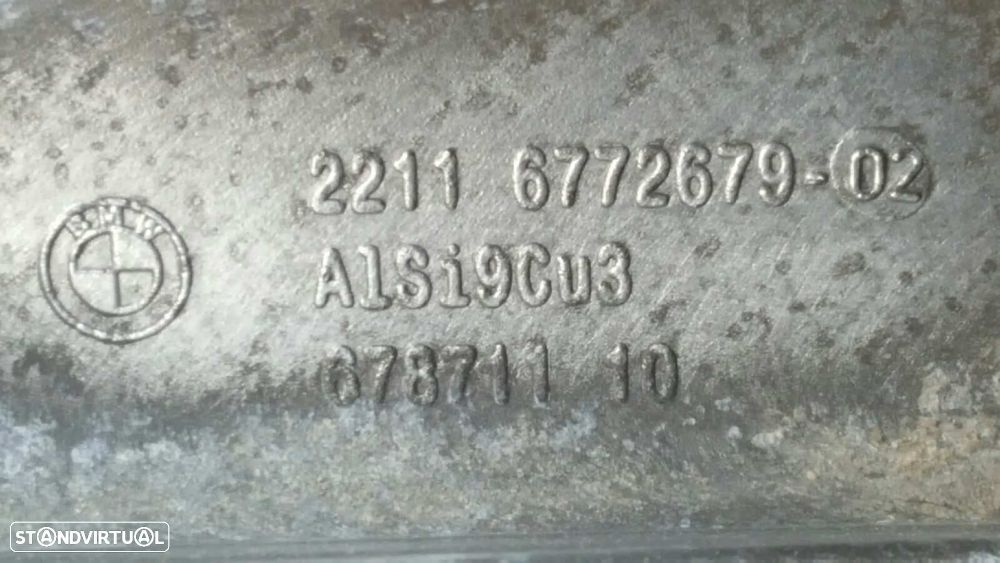 2211 6772679-02
BMW
AlSi9Cu3
678711 10
STANDVIRTUAL